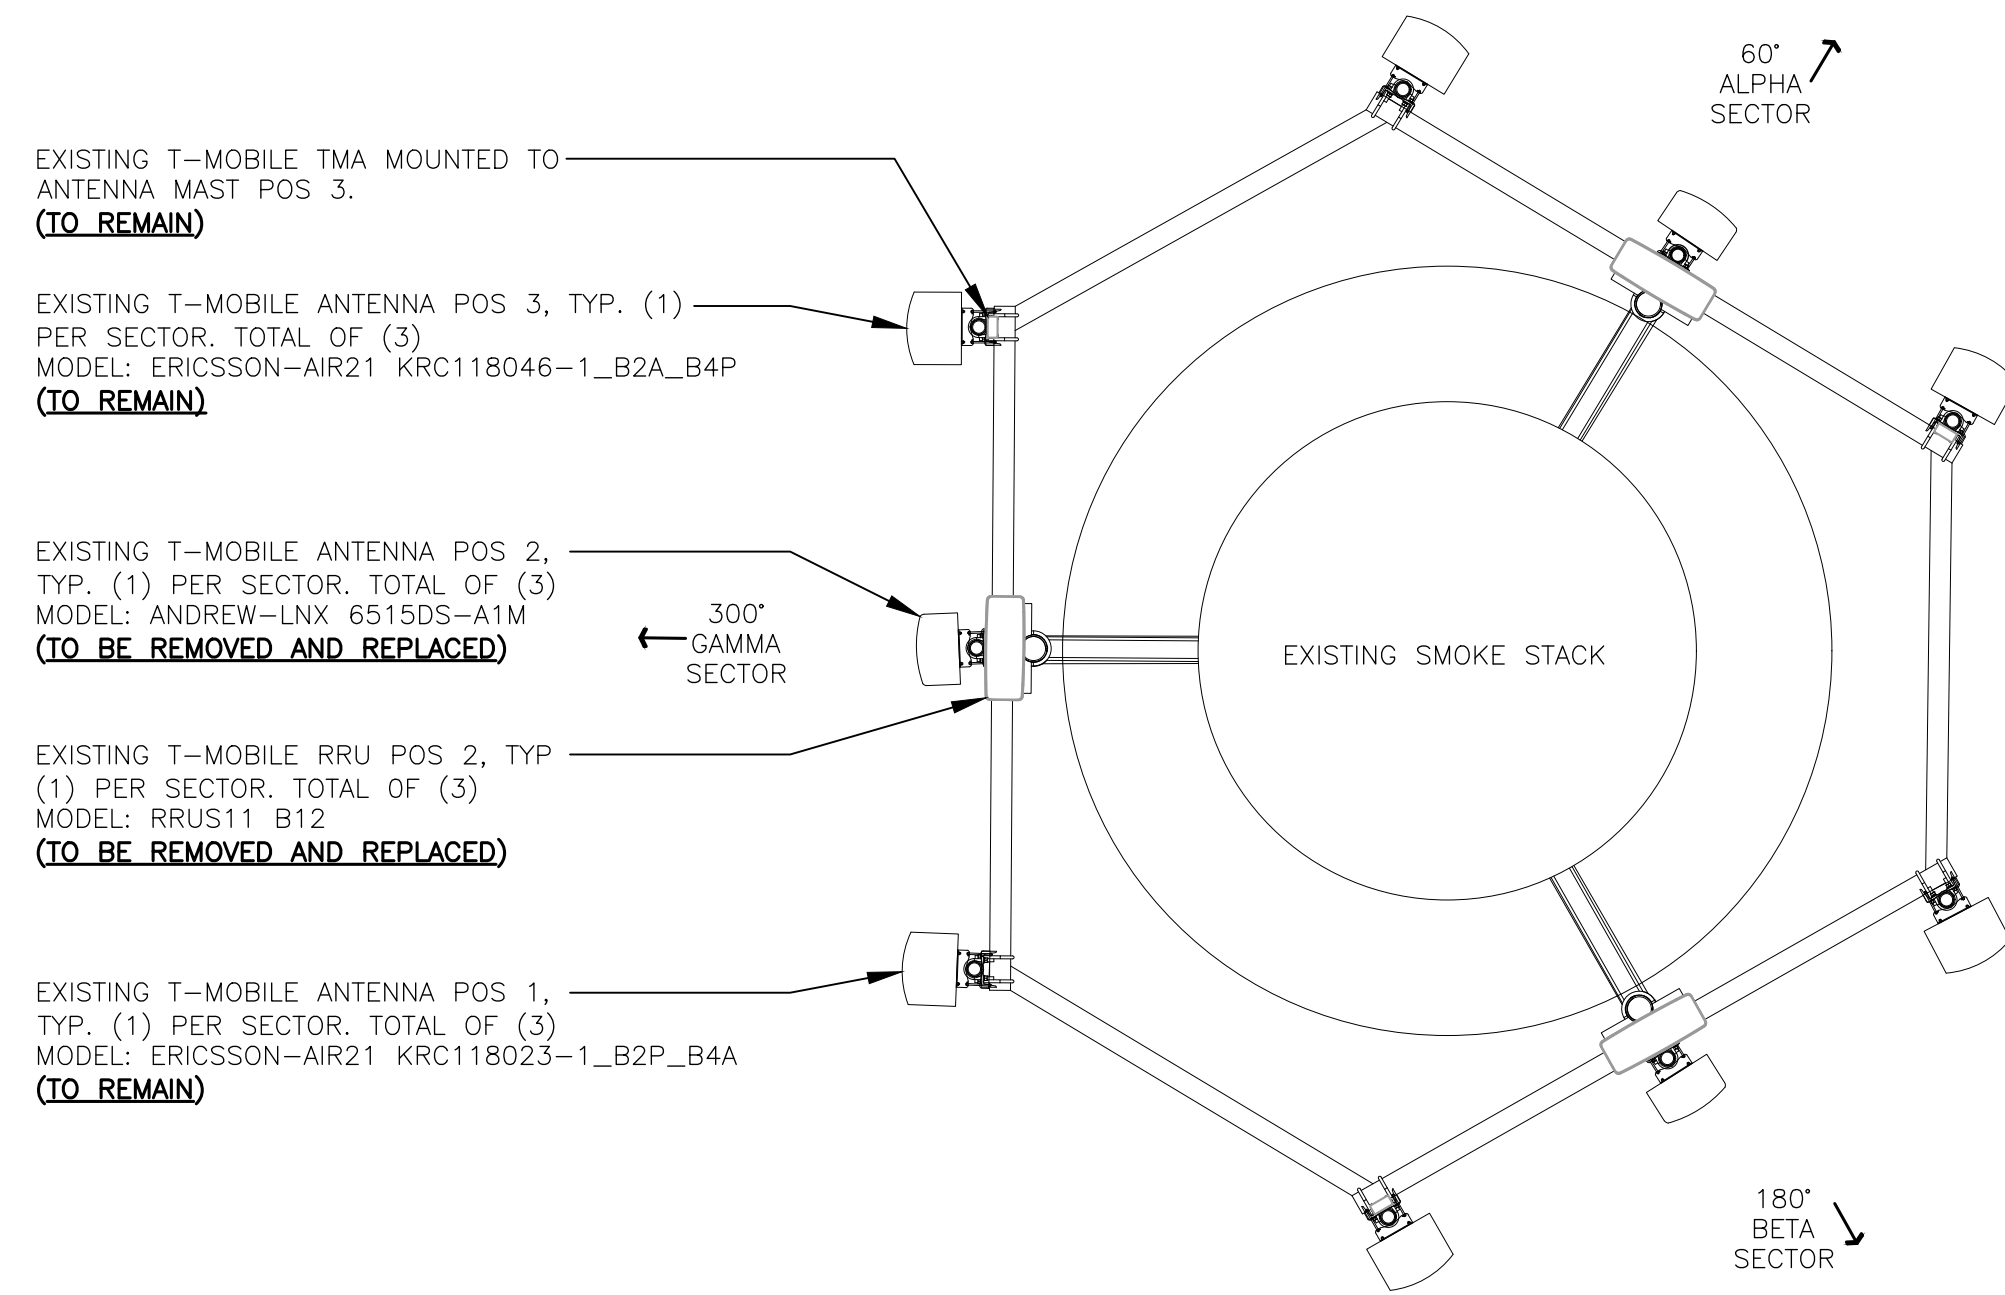 EXISTING T-MOBILE TMA MOUNTED TO
ANTENNA MAST POS 3.
(TO REMAIN)
EXISTING T-MOBILE ANTENNA POS 3, TYP. (1)
PER SECTOR. TOTAL OF (3)
MODEL: ERICSSON-AIR21 KRC118046-1_B2A_B4P
(TO REMAIN)
EXISTING T-MOBILE ANTENNA POS 2,
TYP. (1) PER SECTOR. TOTAL OF (3)
MODEL: ANDREW-LNX 6515DS-A1M
(TO BE REMOVED AND REPLACED)
EXISTING T-MOBILE RRU POS 2, TYP
(1) PER SECTOR. TOTAL OF (3)
MODEL: RRUS11 B12
(TO BE REMOVED AND REPLACED)
EXISTING T-MOBILE ANTENNA POS 1,
TYP. (1) PER SECTOR. TOTAL OF (3)
MODEL: ERICSSON-AIR21 KRC118023-1_B2P_B4A
(TO REMAIN)
300°
GAMMA
SECTOR
EXISTING SMOKE STACK
60°
ALPHA
SECTOR
180°
BETA
SECTOR